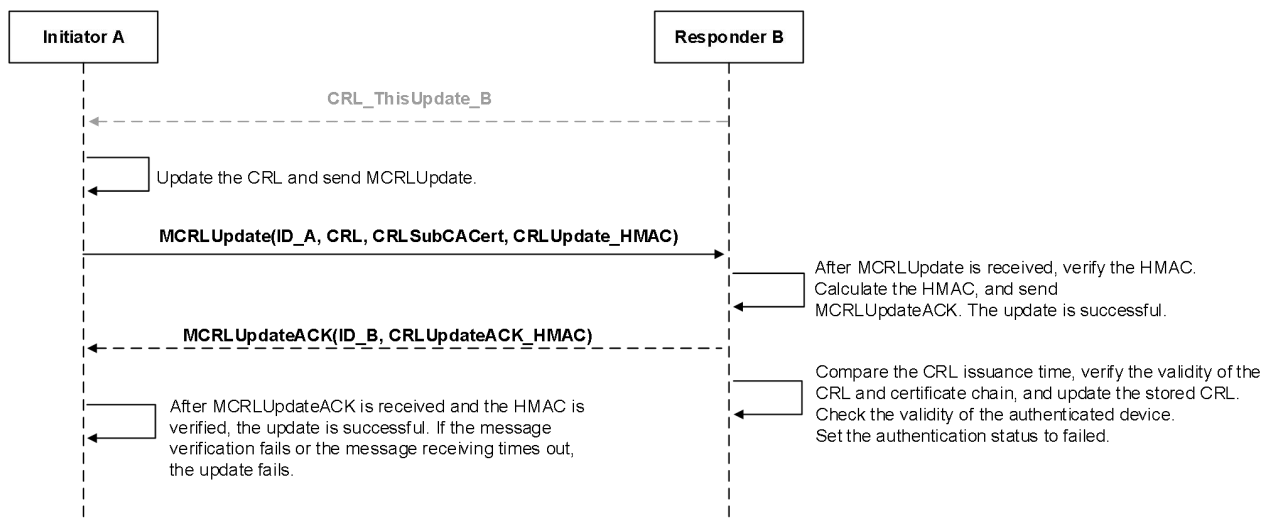 Initiator A
Responder B
CRL_ThisUpdate_B
Update the CRL and send MCRLUpdate.
MCRLUpdate(ID_A, CRL, CRLSubCACert, CRLUpdate_HMAC)
After MCRLUpdate is received, verify the HMAC.
Calculate the HMAC, and send
MCRLUpdateACK. The update is successful.
MCRLUpdateACK(ID_B, CRLUpdateACK_HMAC)
Compare the CRL issuance time, verify the validity of the
CRL and certificate chain, and update the stored CRL.
Check the validity of the authenticated device.
Set the authentication status to failed.
After MCRLUpdateACK is received and the HMAC is
verified, the update is successful. If the message
verification fails or the message receiving times out,
the update fails.